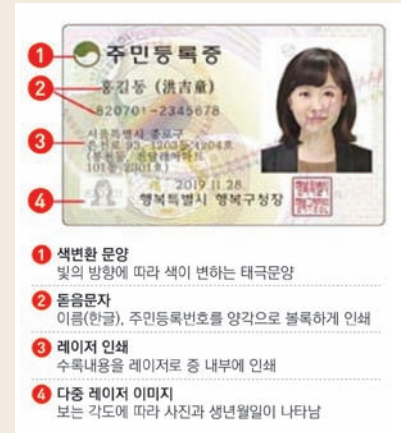 주민등록증
홍길동 (洪吉童)
820701-2345678
서울특별시 종로구
2019.11.28
행복특별시 행복구청장
1 색변환 문양
빛의 방향에 따라 색이 변하는 태극문양
2 돋음문자
이름(한글), 주민등록번호를 양각으로 볼록하게 인쇄
3 레이저 인쇄
수록내용을 레이저로 증 내부에 인쇄
4 다중 레이저 이미지
보는 각도에 따라 사진과 생년월일이 나타남